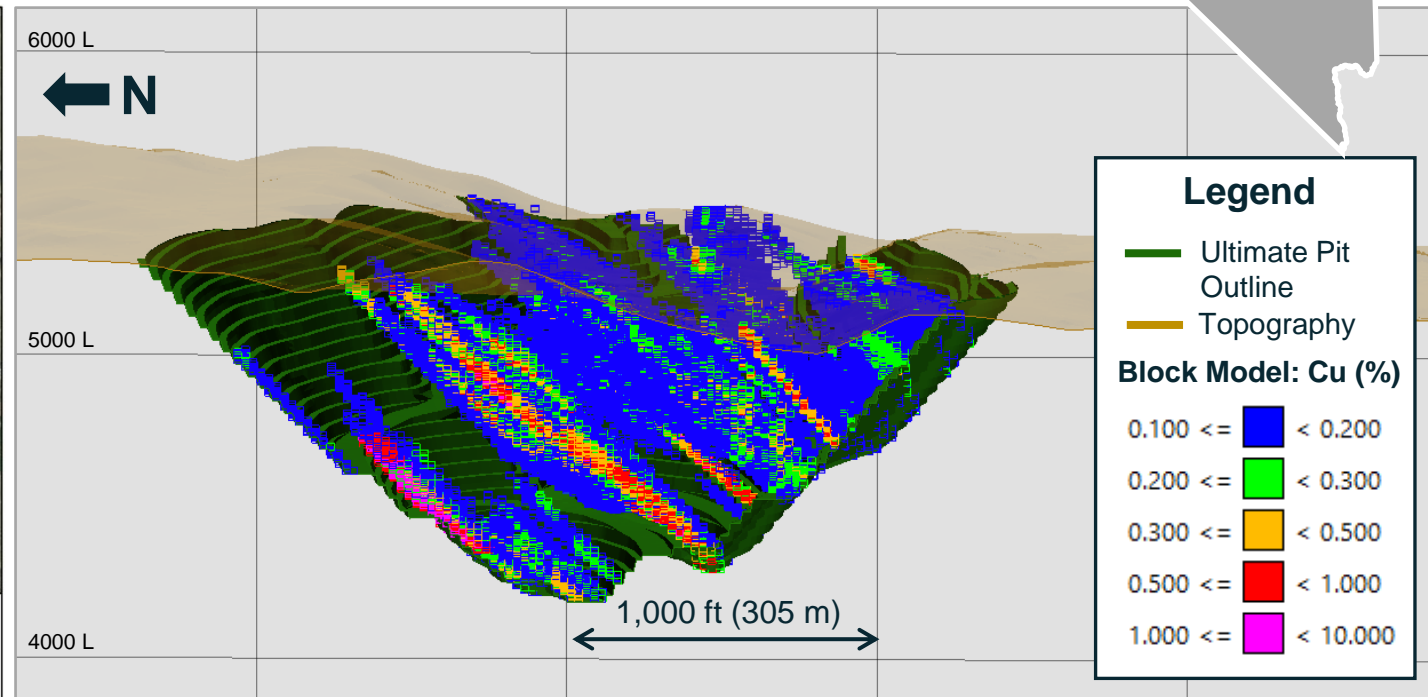 6000 L
N
5000 L
4000 L
1,000 ft (305 m)
Legend
Ultimate Pit
Outline
Topography
Block Model: Cu (%)
0.100 <= < 0.200
0.200 <= < 0.300
0.300 <= < 0.500
0.500 <= < 1.000
1.000 <= < 10.000